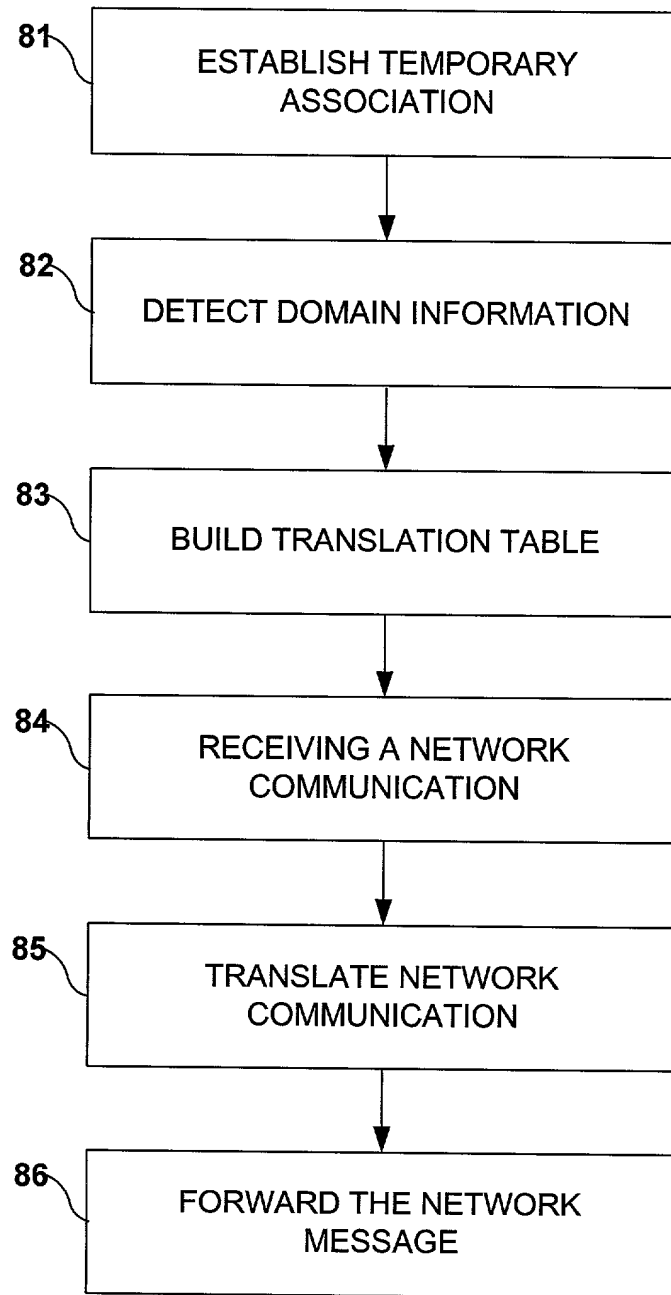 81
ESTABLISH TEMPORARY
ASSOCIATION
82
DETECT DOMAIN INFORMATION
83
BUILD TRANSLATION TABLE
84
RECEIVING A NETWORK
COMMUNICATION
85
TRANSLATE NETWORK
COMMUNICATION
86
FORWARD THE NETWORK
MESSAGE